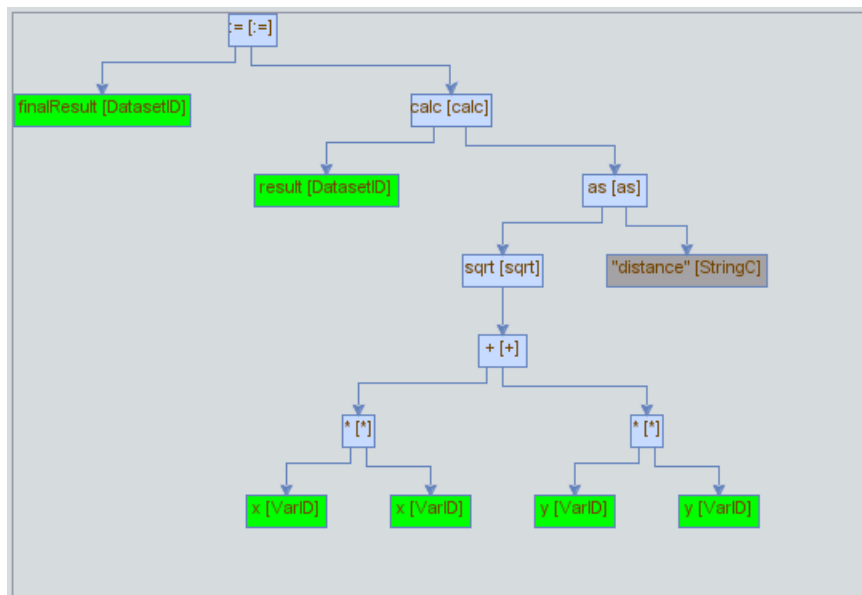 := [:=]
finalResult [DatasetID]
calc [calc]
result [DatasetID]
as [as]
sqrt [sqrt]
"distance" [StringC]
+ [+]
* [*]
* [*]
x [VarID]
x [VarID]
y [VarID]
y [VarID]